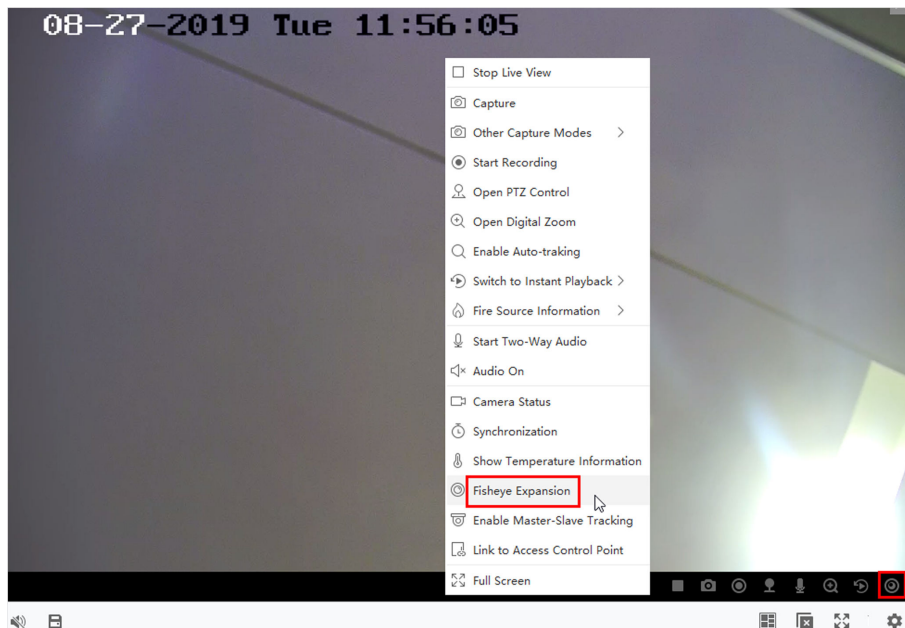 08-27-2019 Tue 11:56:05
Stop Live View
Capture
Other Capture Modes
Start Recording
Open PTZ Control
Open Digital Zoom
Enable Auto-traking
Switch to Instant Playback
Fire Source Information
Start Two-Way Audio
Audio On
Camera Status
Synchronization
Show Temperature Information
Fisheye Expansion
Enable Master-Slave Tracking
Link to Access Control Point
Full Screen